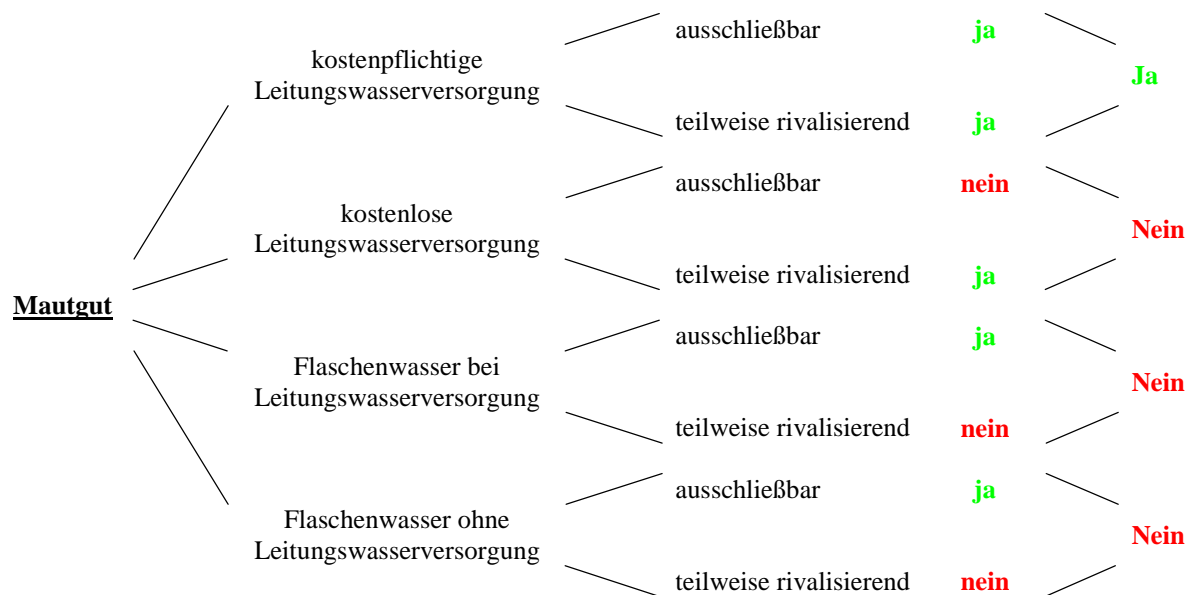 ausschließbar ja
kostenpflichtige
Leitungswasserversorgung
Ja
teilweise rivalisierend ja
ausschließbar nein
kostenlose
Leitungswasserversorgung
Nein
teilweise rivalisierend ja
Mautgut
ausschließbar ja
Flaschenwasser bei
Leitungswasserversorgung
Nein
teilweise rivalisierend nein
ausschließbar ja
Flaschenwasser ohne
Leitungswasserversorgung
Nein
teilweise rivalisierend nein